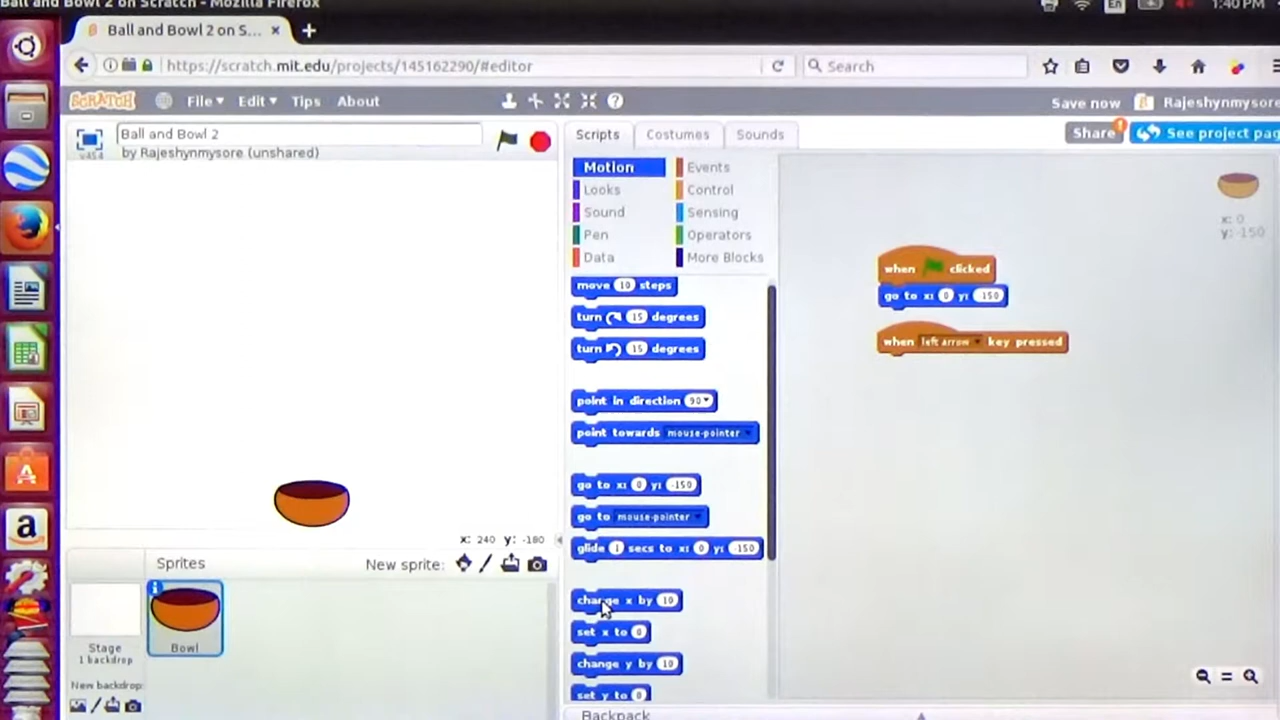 Ball and Bowl 2 on Scratch - Mozilla Firefox
En
1:40 PM
Ball and Bowl 2 on S... × +
https://scratch.mit.edu/projects/145162290/#editor
Search
SCRATCH File Edit Tips About
Save now Rajeshynmysore
Ball and Bowl 2
by Rajeshynmysore (unshared)
v454
Scripts Costumes Sounds
Share
See project pag
Motion Events
Looks Control
Sound Sensing
Pen Operators
Data More Blocks
move 10 steps
turn 15 degrees
turn 15 degrees
point in direction 90
point towards mouse-pointer
go to x: 0 y: -150
go to mouse-pointer
glide 1 secs to x: 0 y: -150
change x by 10
set x to 0
change y by 10
set y to 0
Backpack
x: 0
y: -150
when clicked
go to x: 0 y: -150
when left arrow key pressed
x: 240 y: -180
Sprites New sprite:
Stage
1 backdrop
New backdrop:
Bowl